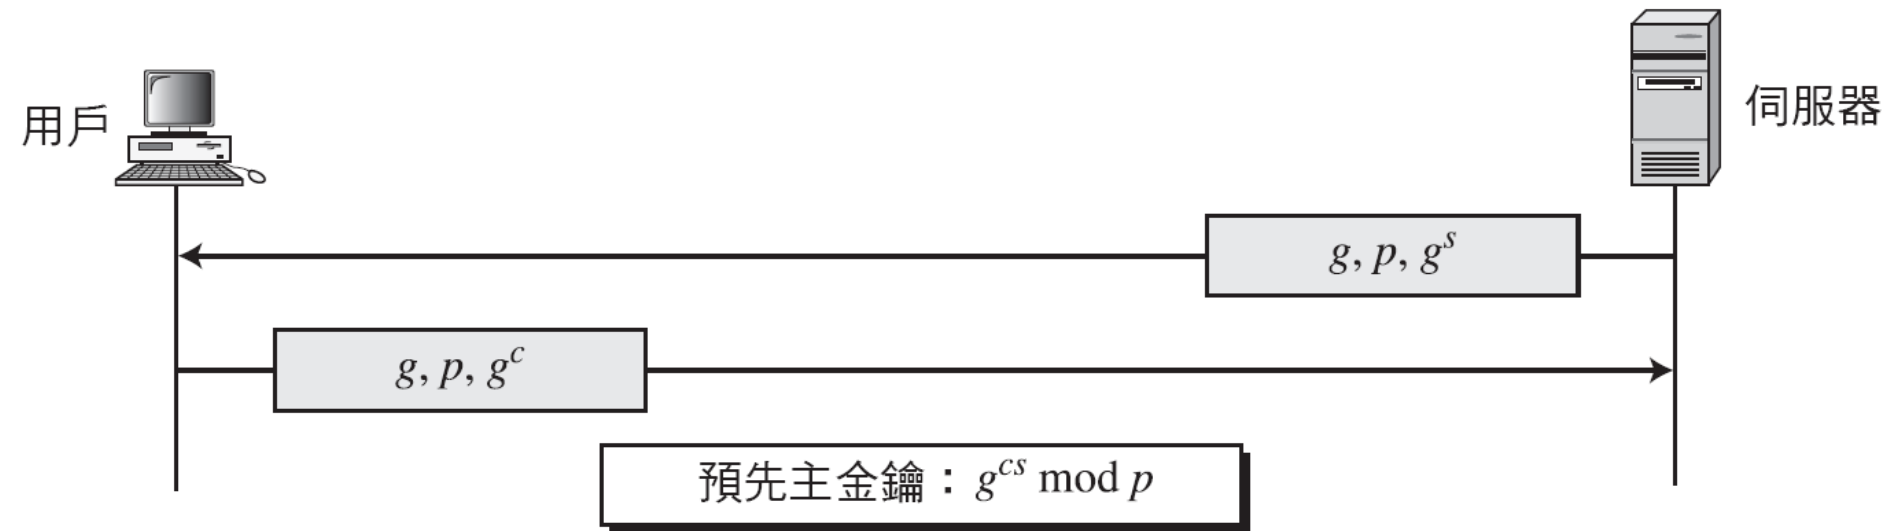 用戶
伺服器
g, p, g^s
g, p, g^c
預先主金鑰：g^{cs} mod p